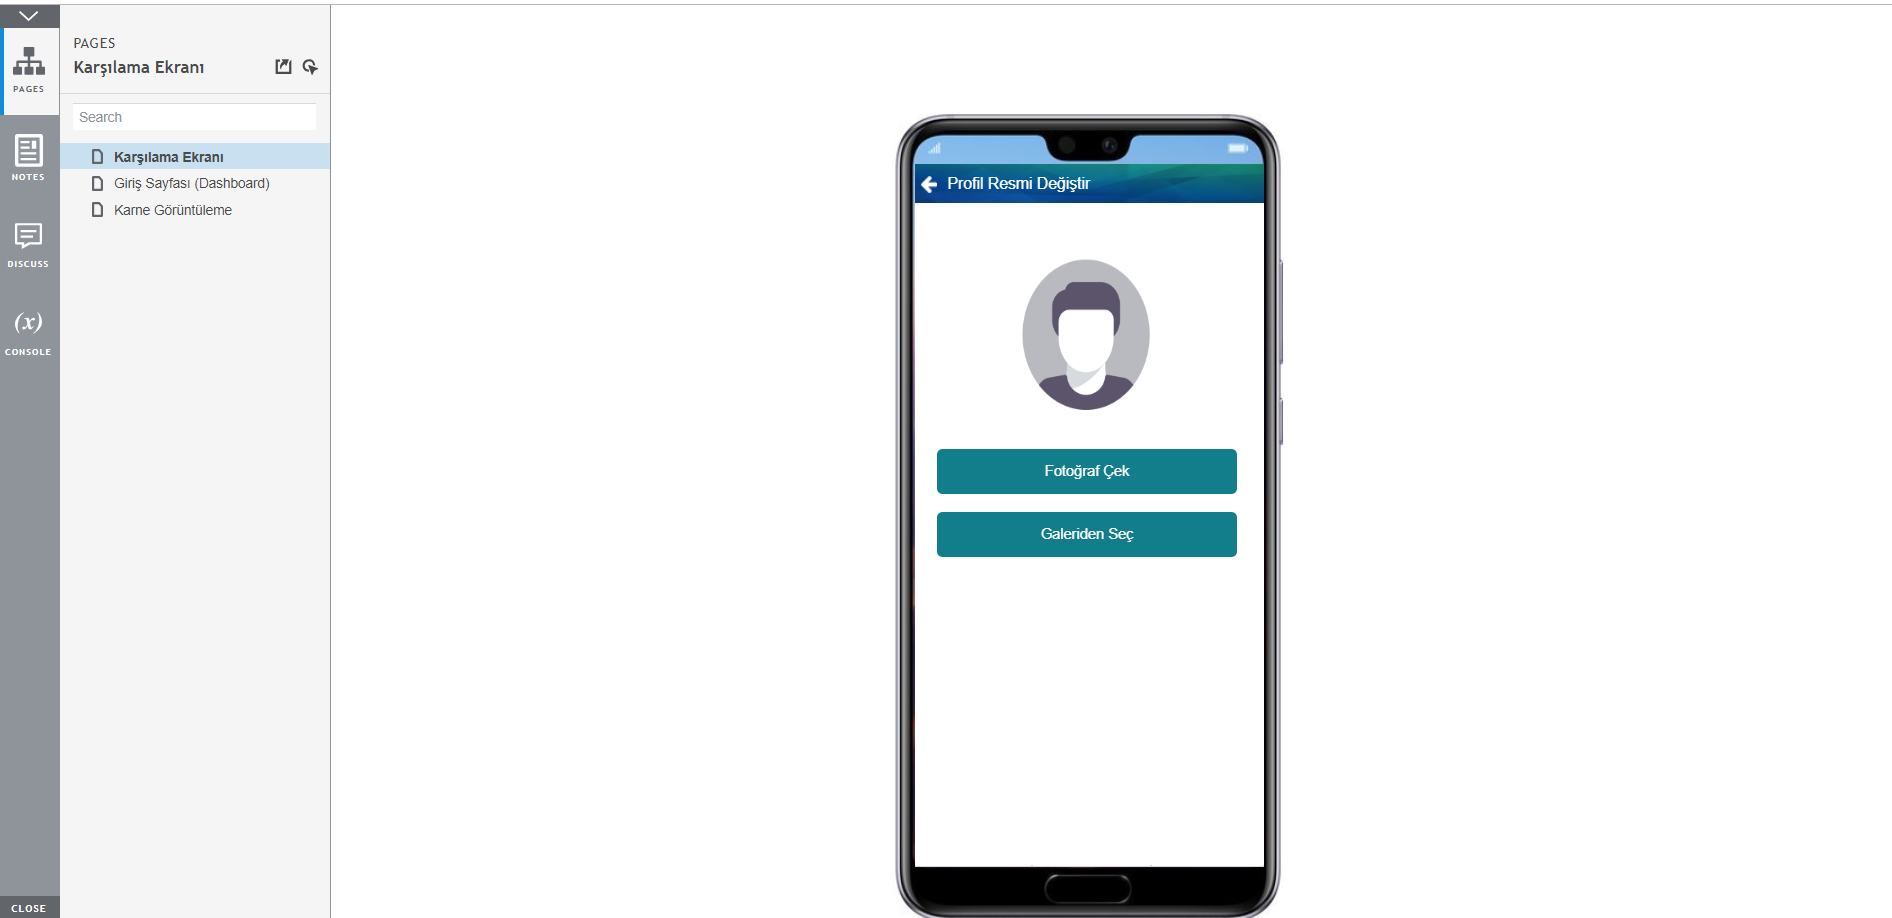 PAGES
NOTES
DISCUSS
(x)
CONSOLE
CLOSE
PAGES
Karşılama Ekranı
Search
Karşılama Ekranı
Giriş Sayfası (Dashboard)
Karne Görüntüleme
Profil Resmi Değiştir
Fotoğraf Çek
Galeriden Seç